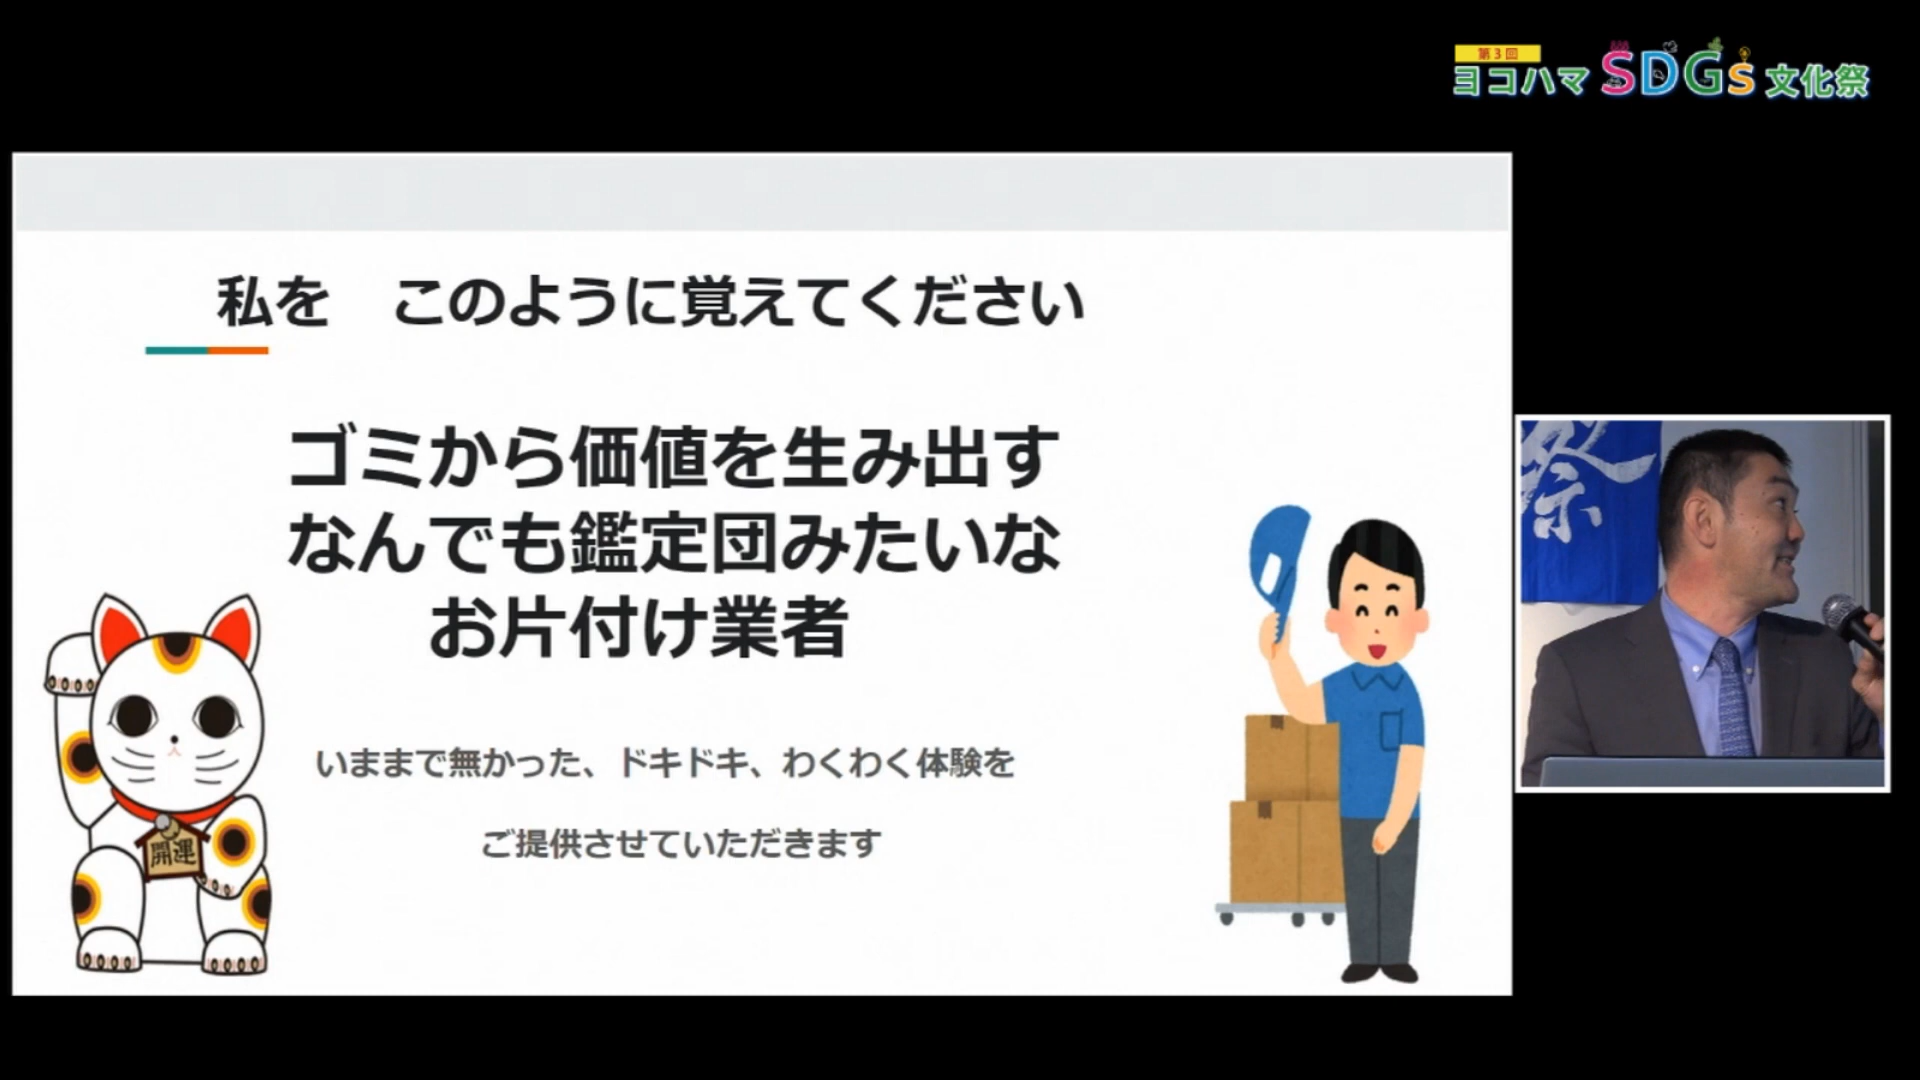 第3回
ヨコハマ SDGs 文化祭
私を　このように覚えてください
ゴミから価値を生み出す
なんでも鑑定団みたいな
お片付け業者
いままで無かった、ドキドキ、わくわく体験を
ご提供させていただきます
開運
祭